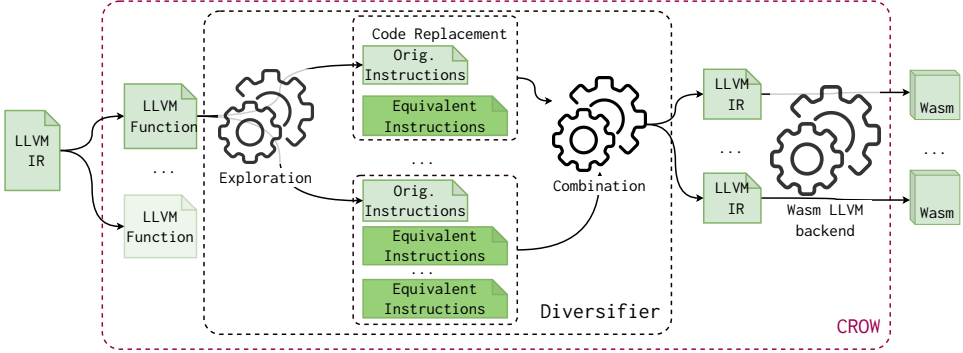 LLVM
IR
LLVM
Function
...
LLVM
Function
Exploration
Code Replacement
Orig.
Instructions
Equivalent
Instructions
...
Orig.
Instructions
Equivalent
Instructions
...
Equivalent
Instructions
Combination
Diversifier
LLVM
IR
...
LLVM
IR
Wasm LLVM
backend
CROW
Wasm
...
Wasm